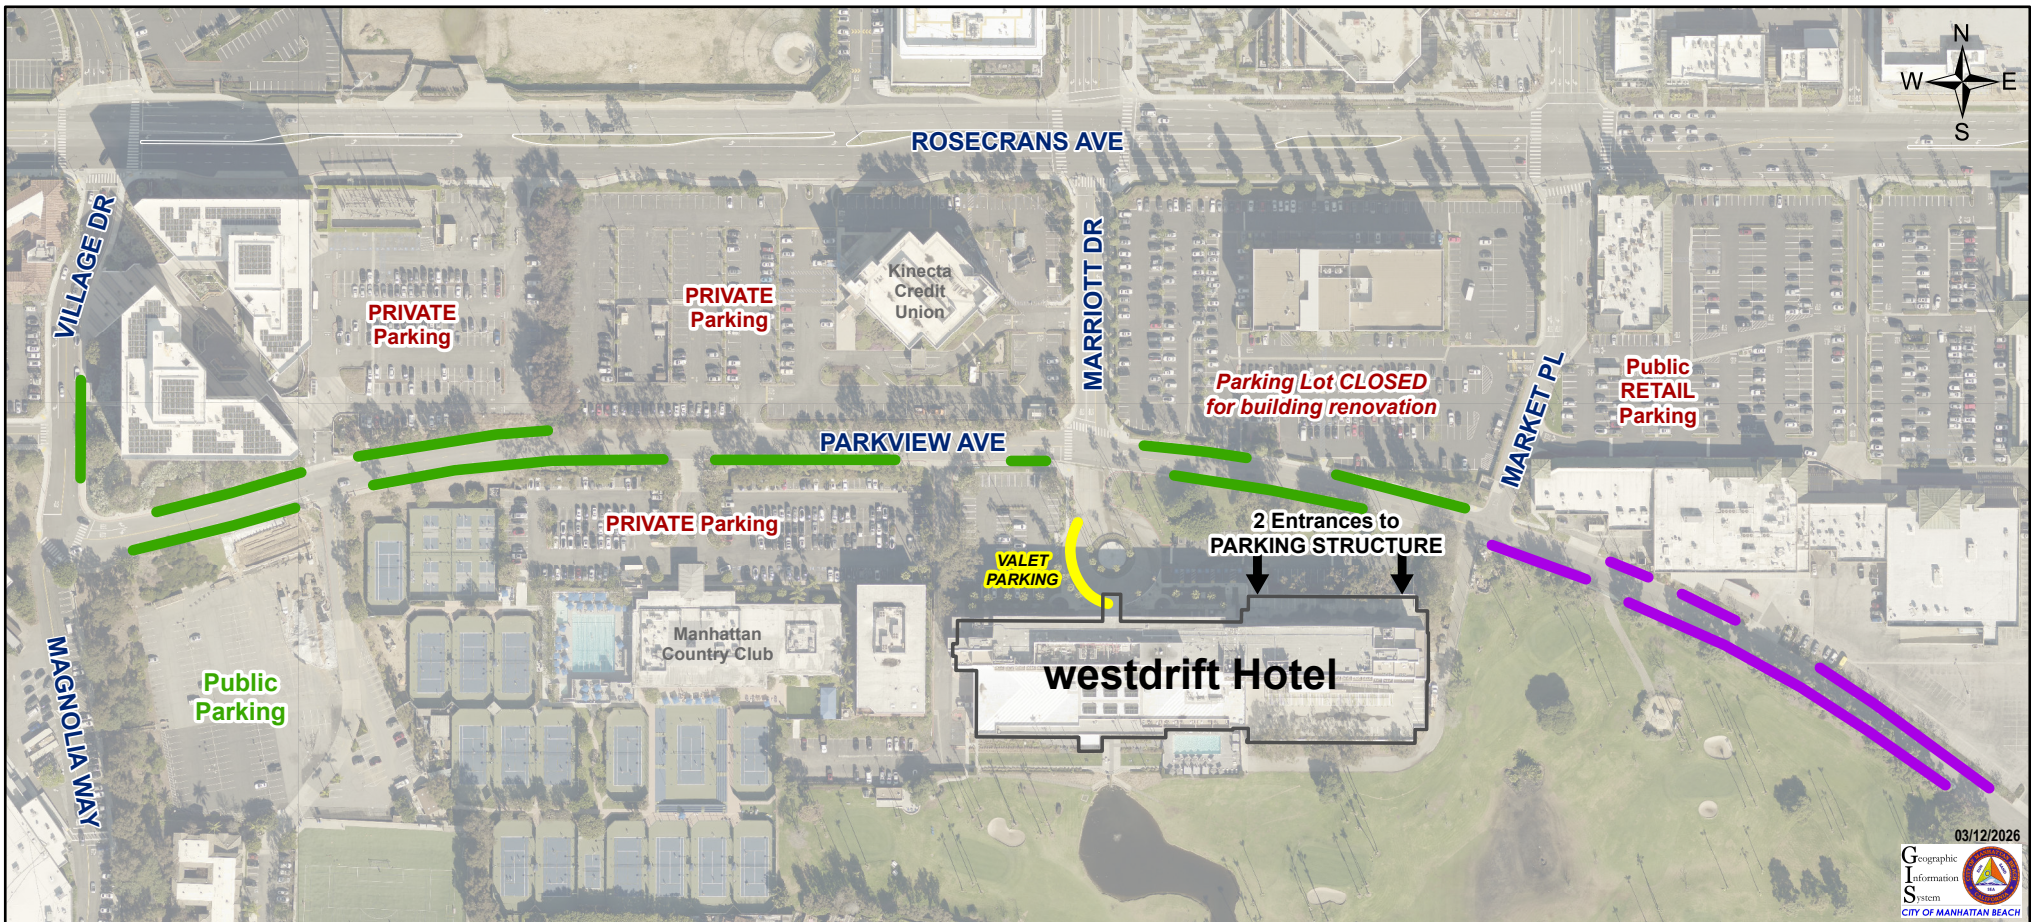 N
W E
S
ROSECRANS AVE
VILLAGE DR
MARRIOTT DR
Kinecta
Credit
Union
PRIVATE
Parking
PRIVATE
Parking
Parking Lot CLOSED
for building renovation
MARKET PL
Public
RETAIL
Parking
PARKVIEW AVE
PRIVATE Parking
2 Entrances to
PARKING STRUCTURE
VALET
PARKING
Manhattan
Country Club
westdrift Hotel
MAGNOLIA WAY
Public
Parking
03/12/2026
Geographic
Information
System
CITY OF MANHATTAN BEACH